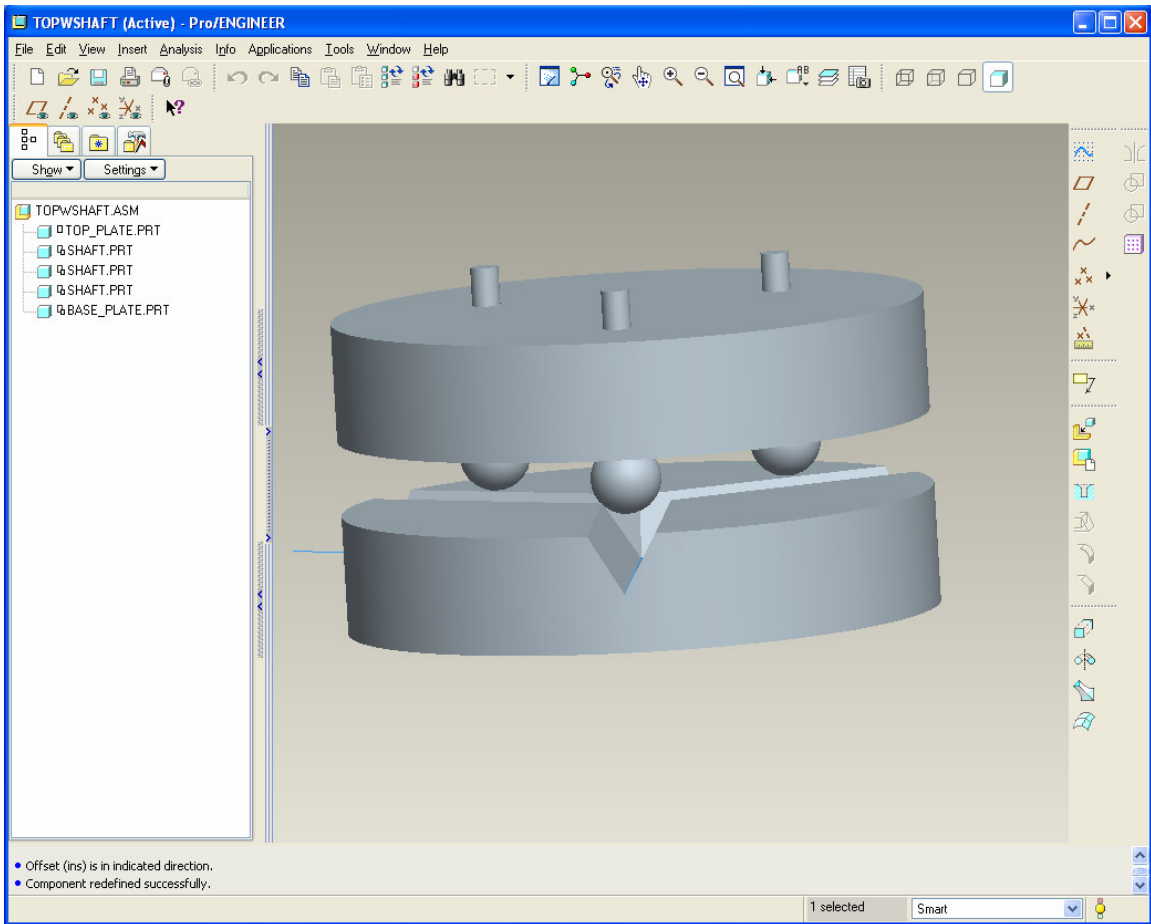 TOPWSHAFT (Active) - Pro/ENGINEER
File Edit View Insert Analysis Info Applications Tools Window Help
Show Settings
TOPWSHAFT.ASM
TOP_PLATE.PRT
SHAFT.PRT
SHAFT.PRT
SHAFT.PRT
BASE_PLATE.PRT
Offset (ins) is in indicated direction.
Component redefined successfully.
1 selected Smart